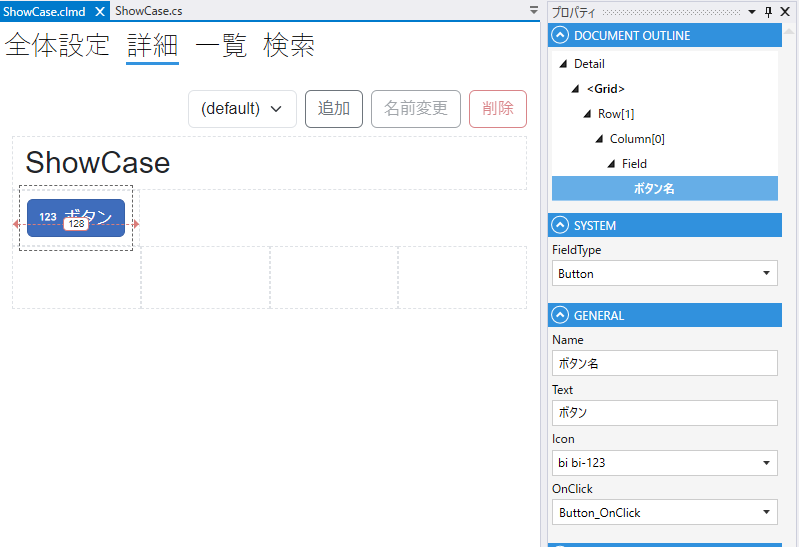 ShowCase.clmd
ShowCase.cs
全体設定 詳細 一覧 検索
(default) 追加 名前変更 削除
ShowCase
123 ボタン
128
プロパティ
DOCUMENT OUTLINE
Detail
<Grid>
Row[1]
Column[0]
Field
ボタン名
SYSTEM
FieldType
Button
GENERAL
Name
ボタン名
Text
ボタン
Icon
bi bi-123
OnClick
Button_OnClick